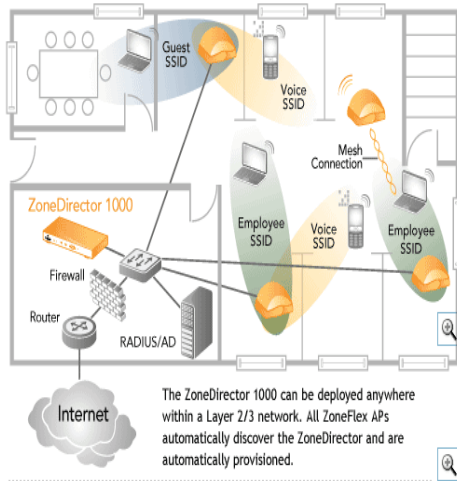 Guest
SSID
Voice
SSID
Mesh
Connection
ZoneDirector 1000
Employee
SSID
Voice
SSID
Employee
SSID
Firewall
Router
RADIUS/AD
Internet
The ZoneDirector 1000 can be deployed anywhere
within a Layer 2/3 network. All ZoneFlex APs
automatically discover the ZoneDirector and are
automatically provisioned.